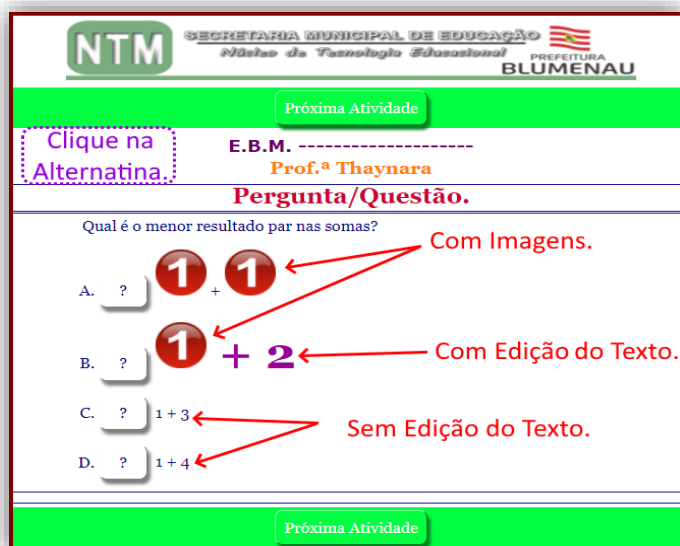 NTM
SECRETARIA MUNICIPAL DE EDUCAÇÃO
Núcleo de Tecnologia Educacional
PREFEITURA
BLUMENAU
Próxima Atividade
Clique na
Alternatina.
E.B.M. --------------------
Prof.ª Thaynara
Pergunta/Questão.
Qual é o menor resultado par nas somas?
Com Imagens.
A. ? 1 + 1
B. ? 1 + 2
Com Edição do Texto.
C. ? 1 + 3
Sem Edição do Texto.
D. ? 1 + 4
Próxima Atividade